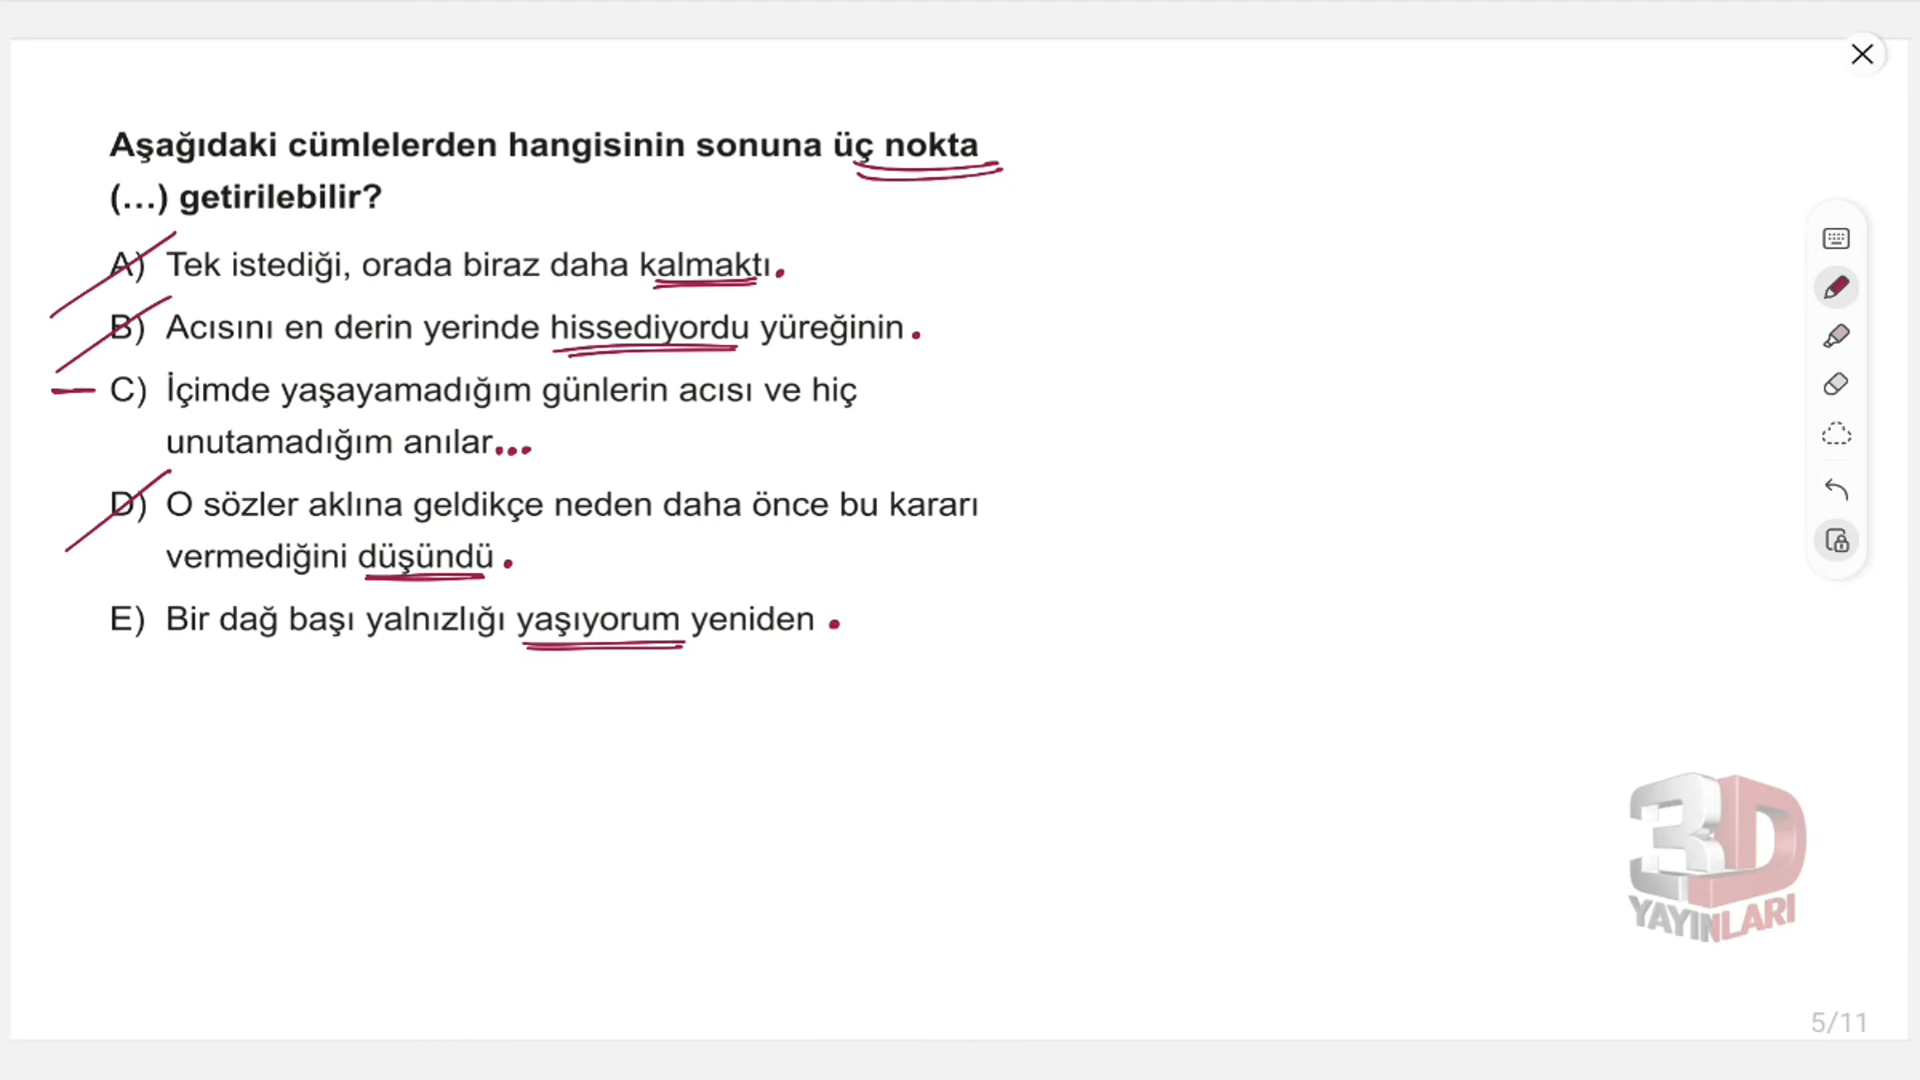 Aşağıdaki cümlelerden hangisinin sonuna üç nokta
(...) getirilebilir?
A) Tek istediği, orada biraz daha kalmaktı.
B) Acısını en derin yerinde hissediyordu yüreğinin.
C) İçimde yaşayamadığım günlerin acısı ve hiç
unutamadığım anılar...
D) O sözler aklına geldikçe neden daha önce bu kararı
vermediğini düşündü.
E) Bir dağ başı yalnızlığı yaşıyorum yeniden.
3D
YAYINLARI
5/11